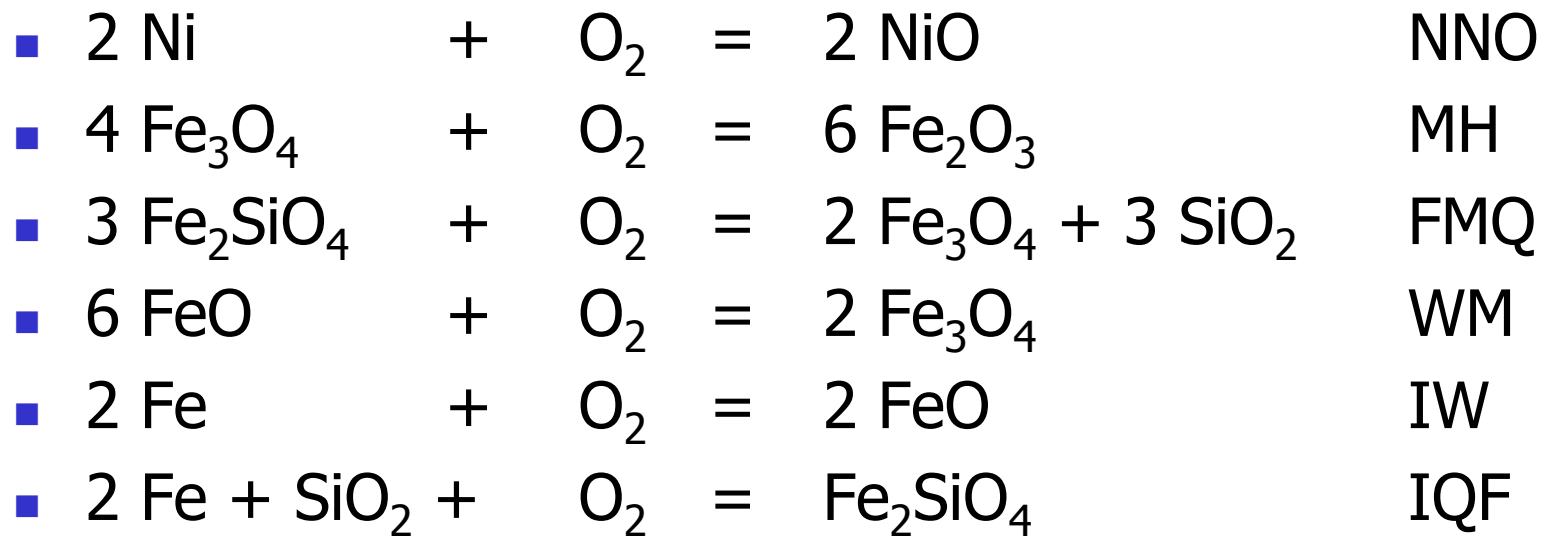 2 Ni + O₂ = 2 NiO NNO
4 Fe₃O₄ + O₂ = 6 Fe₂O₃ MH
3 Fe₂SiO₄ + O₂ = 2 Fe₃O₄ + 3 SiO₂ FMQ
6 FeO + O₂ = 2 Fe₃O₄ WM
2 Fe + O₂ = 2 FeO IW
2 Fe + SiO₂ + O₂ = Fe₂SiO₄ IQF